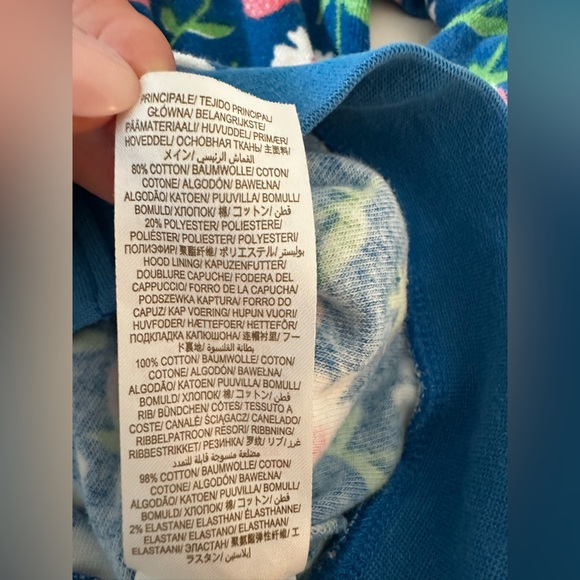 PRINCIPALE/ TEJIDO PRINCIPAL/
GŁÓWNA/ BELANGRIJKSTE/
PÄÄMATERIAALI/ HUVUDDEL/ PRIMÆR/
HOVEDDEL/ ОСНОВНАЯ ТКАНЬ/ 主面料/
メイン/ القماش الرئيسي/
80% COTTON/ BAUMWOLLE/ COTON/
COTONE/ ALGODÓN/ BAWEŁNA/
ALGODÃO/ KATOEN/ PUUVILLA/ BOMULL/
BOMULD/ ХЛОПОК/ 棉/ コットン/ قطن/
20% POLYESTER/ POLIESTERE/
POLIÉSTER/ POLIESTER/ POLYESTERI/
ПОЛИЭФИР/ 聚酯纤维/ ポリエステル/ بوليستر/
HOOD LINING/ KAPUZENFUTTER/
DOUBLURE CAPUCHE/ FODERA DEL
CAPPUCCIO/ FORRO DE LA CAPUCHA/
PODSZEWKA KAPTURA/ FORRO DO
CAPUZ/ KAP VOERING/ HUPUN VUORI/
HUVFODER/ HÆTTEFOER/ HETTEFÔR/
ПОДКЛАДКА КАПЮШОНА/ 连帽衬里/ フー
ド裏地/ بطانة القلنسوة/
100% COTTON/ BAUMWOLLE/ COTON/
COTONE/ ALGODÓN/ BAWEŁNA/
ALGODÃO/ KATOEN/ PUUVILLA/ BOMULL/
BOMULD/ ХЛОПОК/ 棉/ コットン/ قطن/
RIB/ BÜNDCHEN/ CÔTES/ TESSUTO A
COSTE/ CANALÉ/ ŚCIĄGACZ/ CANELADO/
RIBBELPATROON/ RESORI/ RIBBNING/
RIBBESTRIKKET/ РЕЗИНКА/ 罗纹/ リブ/ غرز/
مضلعة منسوجة قابلة للتمدد
98% COTTON/ BAUMWOLLE/ COTON/
COTONE/ ALGODÓN/ BAWEŁNA/
ALGODÃO/ KATOEN/ PUUVILLA/ BOMULL/
BOMULD/ ХЛОПОК/ 棉/ コットン/ قطن/
2% ELASTANE/ ELASTHAN/ ÉLASTHANNE/
ELASTAN/ ELASTANO/ ELASTAAN/
ELASTAANI/ ЭЛАСТАН/ 聚氨酯弹性纤维/ エ
ラスタン/ إيلاستين/